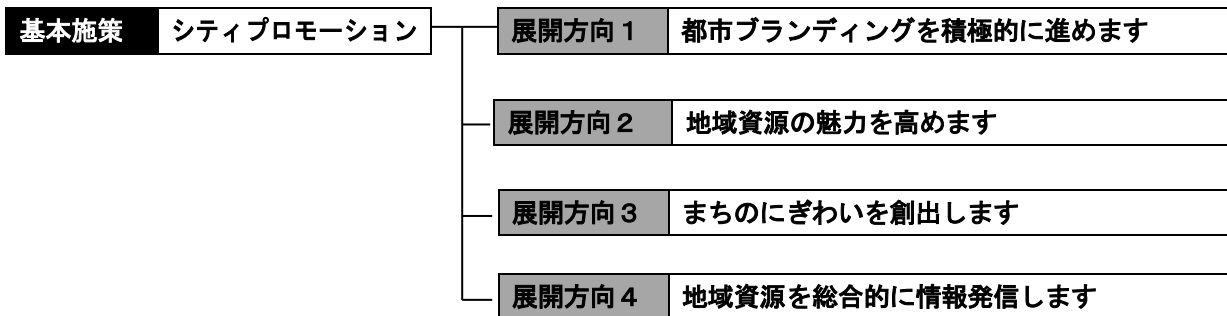 基本施策 シティプロモーション
展開方向１ 都市ブランディングを積極的に進めます
展開方向２ 地域資源の魅力を高めます
展開方向３ まちのにぎわいを創出します
展開方向４ 地域資源を総合的に情報発信します